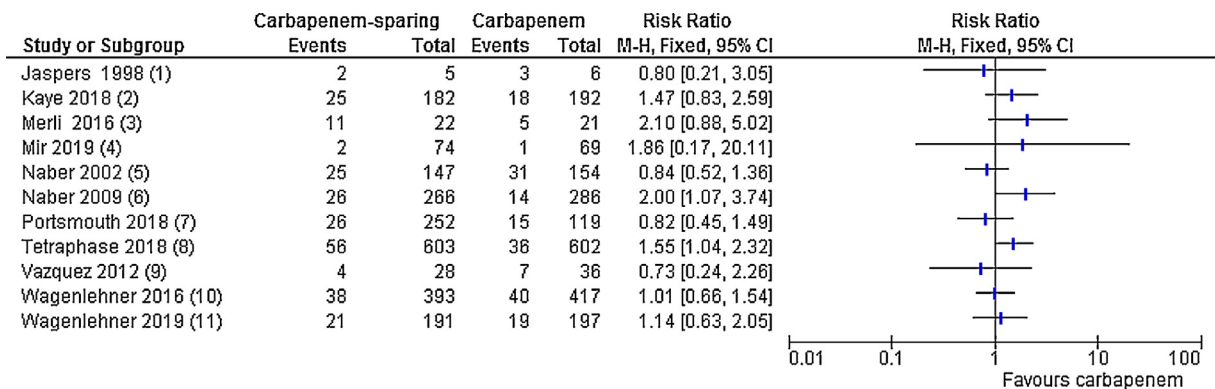 Carbapenem-sparing Carbapenem Risk Ratio Risk Ratio
Study or Subgroup Events Total Events Total M-H, Fixed, 95% CI M-H, Fixed, 95% CI
Jaspers 1998 (1) 2 5 3 6 0.80 [0.21, 3.05]
Kaye 2018 (2) 25 182 18 192 1.47 [0.83, 2.59]
Merli 2016 (3) 11 22 5 21 2.10 [0.88, 5.02]
Mir 2019 (4) 2 74 1 69 1.86 [0.17, 20.11]
Naber 2002 (5) 25 147 31 154 0.84 [0.52, 1.36]
Naber 2009 (6) 26 266 14 286 2.00 [1.07, 3.74]
Portsmouth 2018 (7) 26 252 15 119 0.82 [0.45, 1.49]
Tetraphase 2018 (8) 56 603 36 602 1.55 [1.04, 2.32]
Vazquez 2012 (9) 4 28 7 36 0.73 [0.24, 2.26]
Wagenlehner 2016 (10) 38 393 40 417 1.01 [0.66, 1.54]
Wagenlehner 2019 (11) 21 191 19 197 1.14 [0.63, 2.05]
0.01 0.1 1 10 100
Favours carbapenem